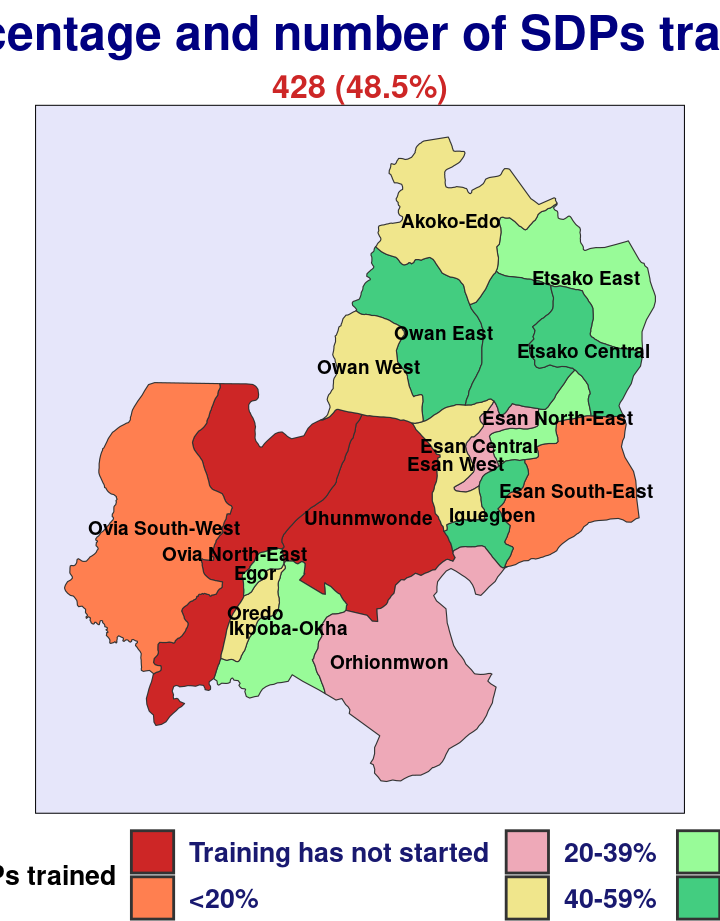 centage and number of SDPs tra
428 (48.5%)
Akoko-Edo
Etsako East
Owan East
Etsako Central
Owan West
Esan North-East
Esan Central
Esan West
Esan South-East
Iguegben
Uhunmwonde
Ovia South-West
Ovia North-East
Egor
Oredo
Ikpoba-Okha
Orhionmwon
Ps trained
Training has not started
20-39%
<20%
40-59%